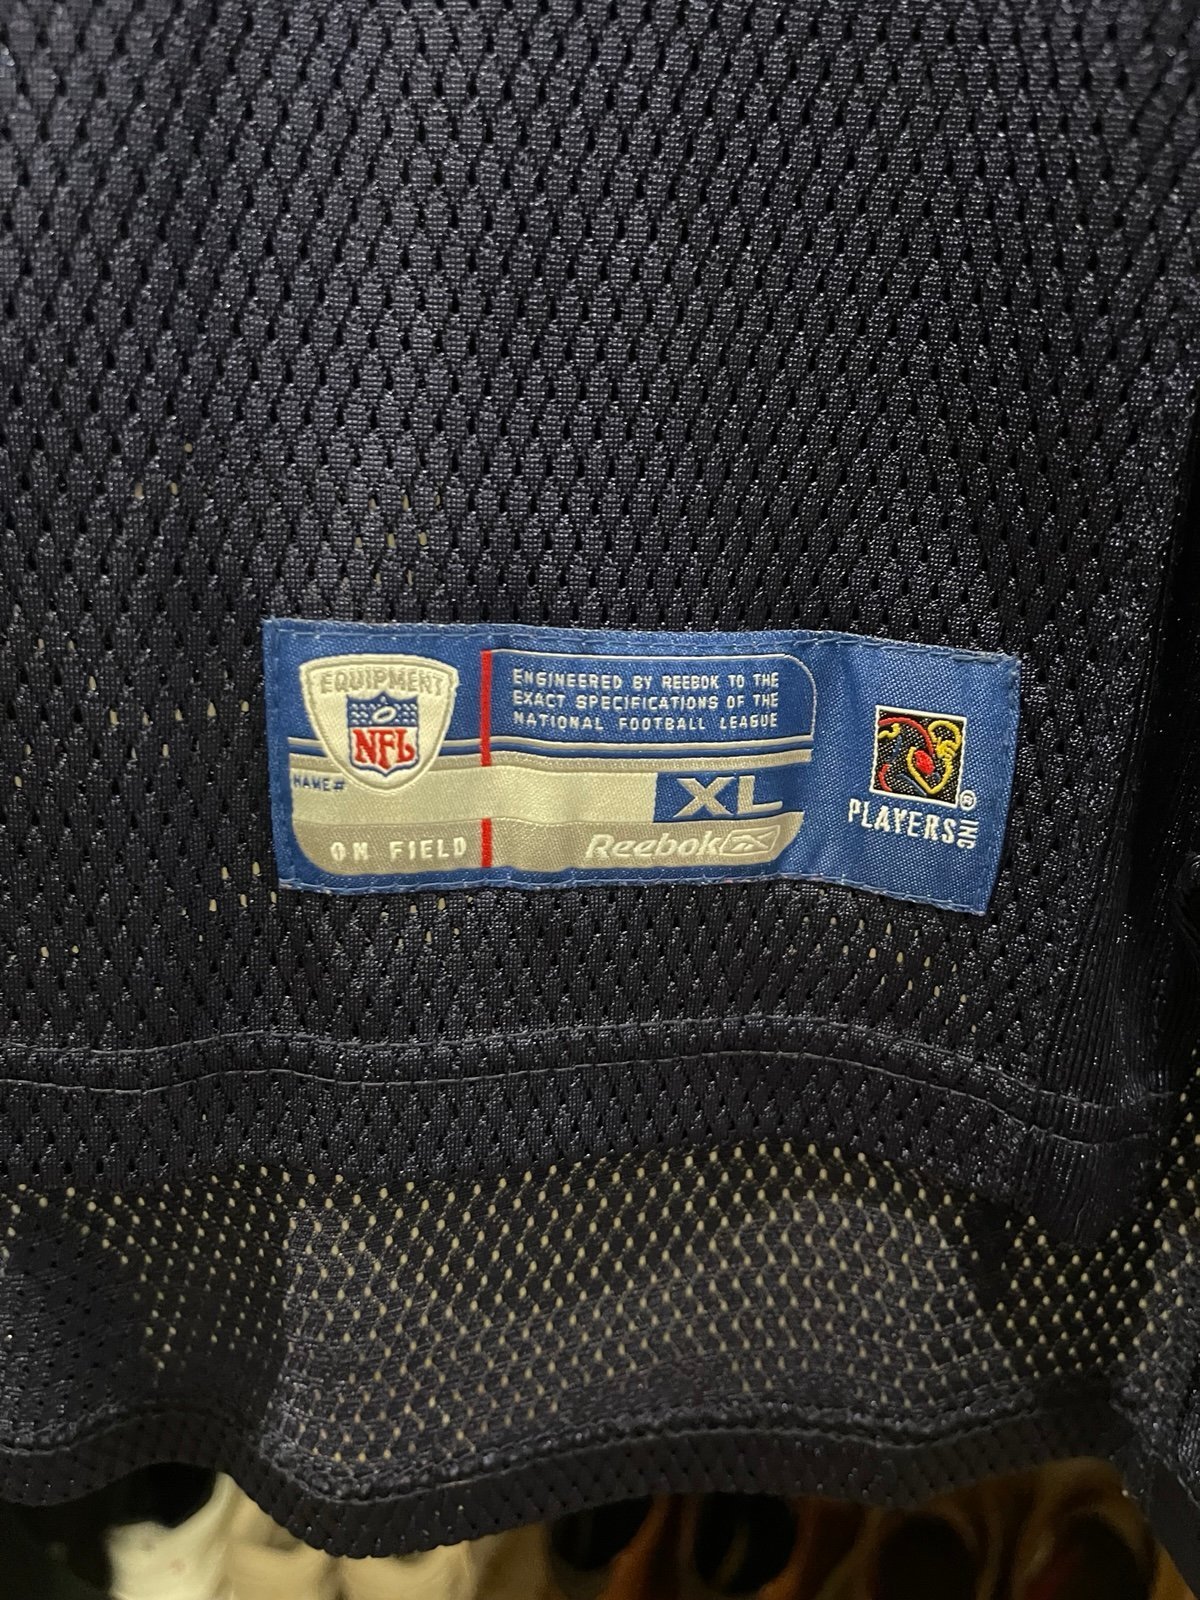 EQUIPMENT
NFL
ENGINEERED BY REEBOK TO THE
EXACT SPECIFICATIONS OF THE
NATIONAL FOOTBALL LEAGUE
NAME#
XL
ON FIELD
Reebok
PLAYERS INC ®